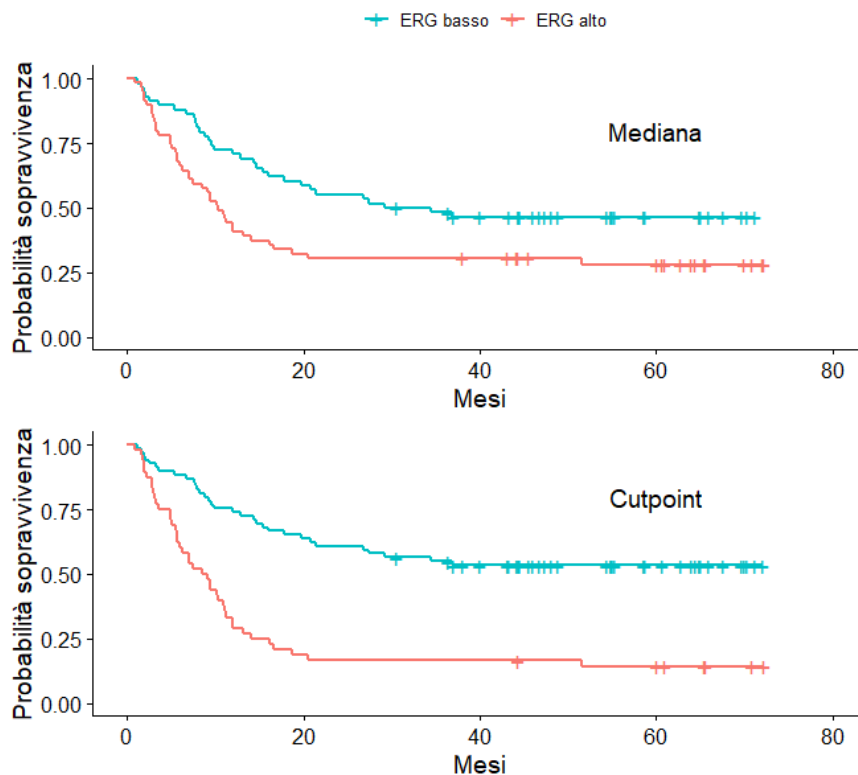 ERG basso ERG alto
Mediana
Probabilità sopravvivenza
1.00
0.75
0.50
0.25
0.00
0 20 40 60 80
Mesi
Cutpoint
Probabilità sopravvivenza
1.00
0.75
0.50
0.25
0.00
0 20 40 60 80
Mesi